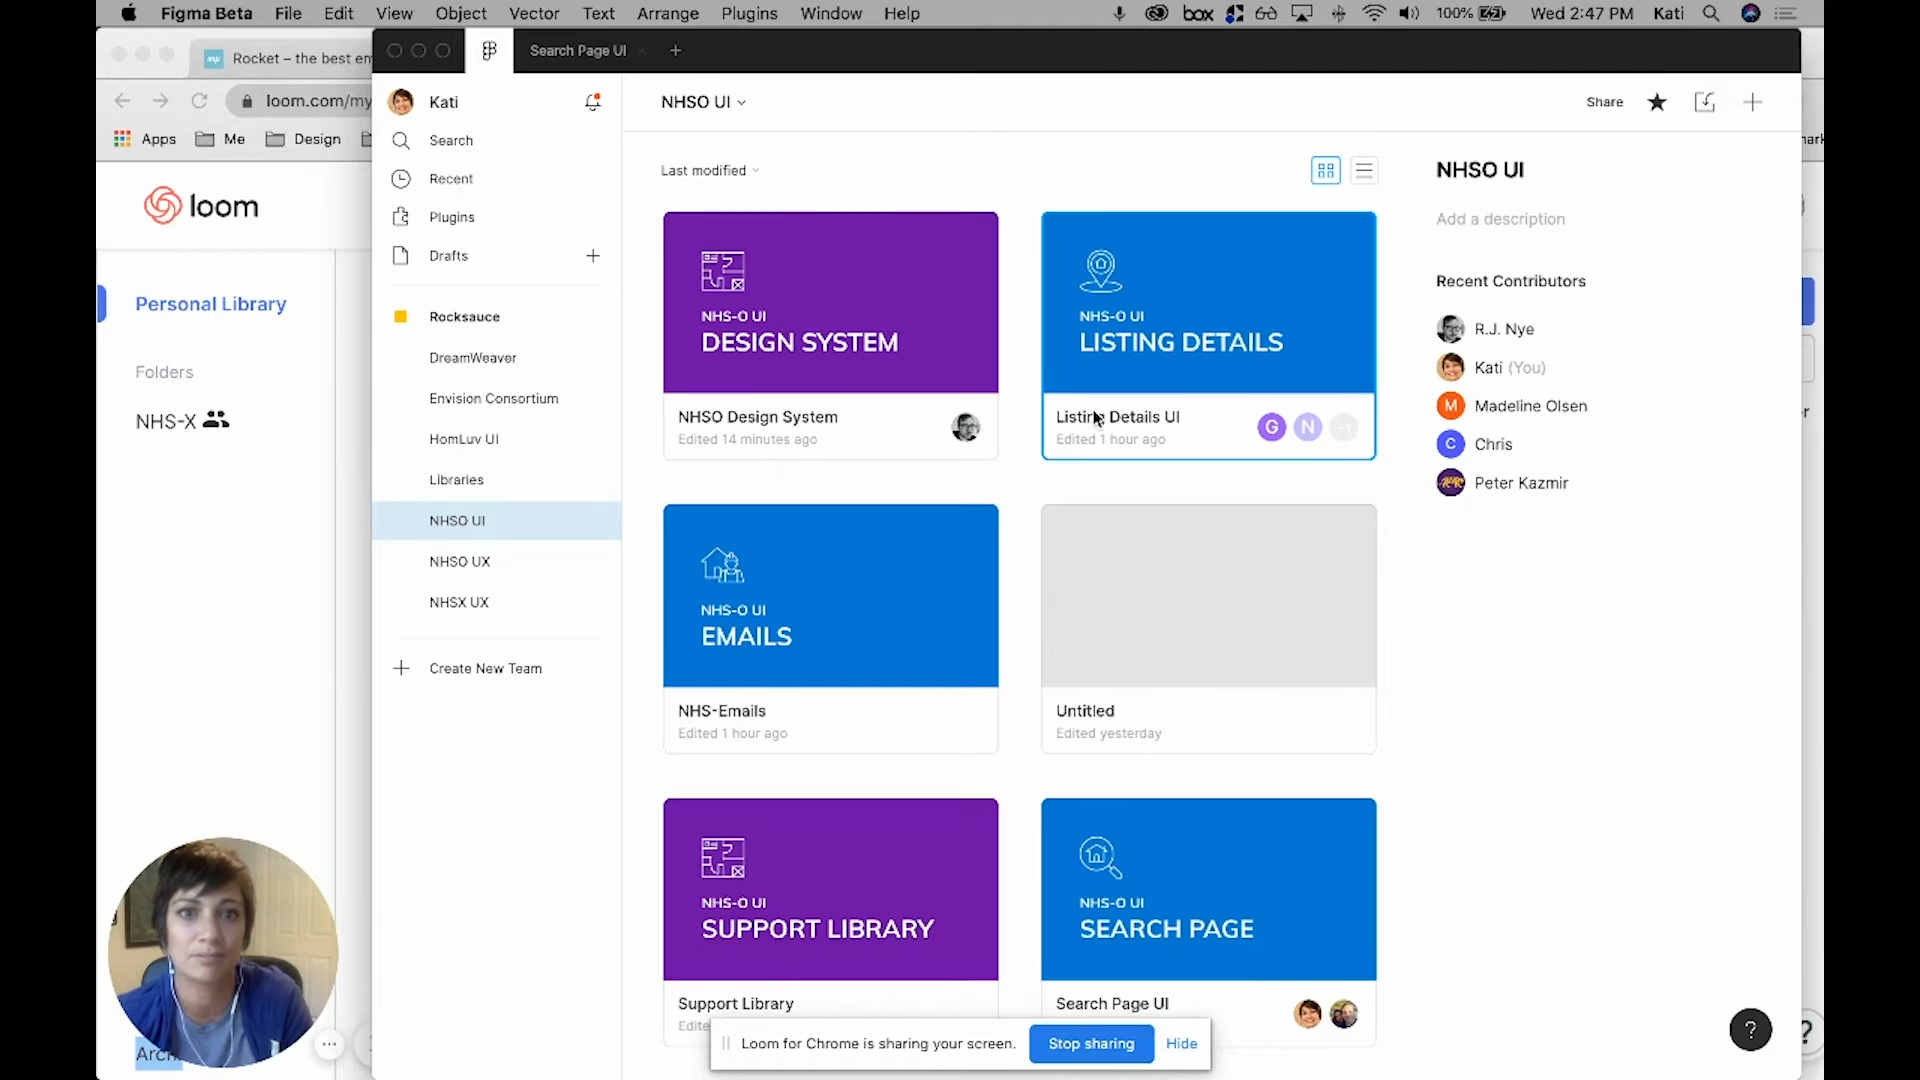 Figma Beta File Edit View Object Vector Text Arrange Plugins Window Help
box 100% Wed 2:47 PM Kati
Rocket – the best en
Search Page UI
loom.com/my
Apps Me Design
loom
Personal Library
Folders
NHS-X
Kati
Search
Recent
Plugins
Drafts
Rocksauce
DreamWeaver
Envision Consortium
HomLuv UI
Libraries
NHSO UI
NHSO UX
NHSX UX
Create New Team
NHSO UI
Share
Last modified
NHS-O UI
DESIGN SYSTEM
NHSO Design System
Edited 14 minutes ago
NHS-O UI
LISTING DETAILS
Listing Details UI
Edited 1 hour ago
G N +1
NHS-O UI
EMAILS
NHS-Emails
Edited 1 hour ago
Untitled
Edited yesterday
NHS-O UI
SUPPORT LIBRARY
Support Library
Edite
NHS-O UI
SEARCH PAGE
Search Page UI
NHSO UI
Add a description
Recent Contributors
R.J. Nye
Kati (You)
M Madeline Olsen
C Chris
Peter Kazmir
Loom for Chrome is sharing your screen. Stop sharing Hide
Arch
?
?